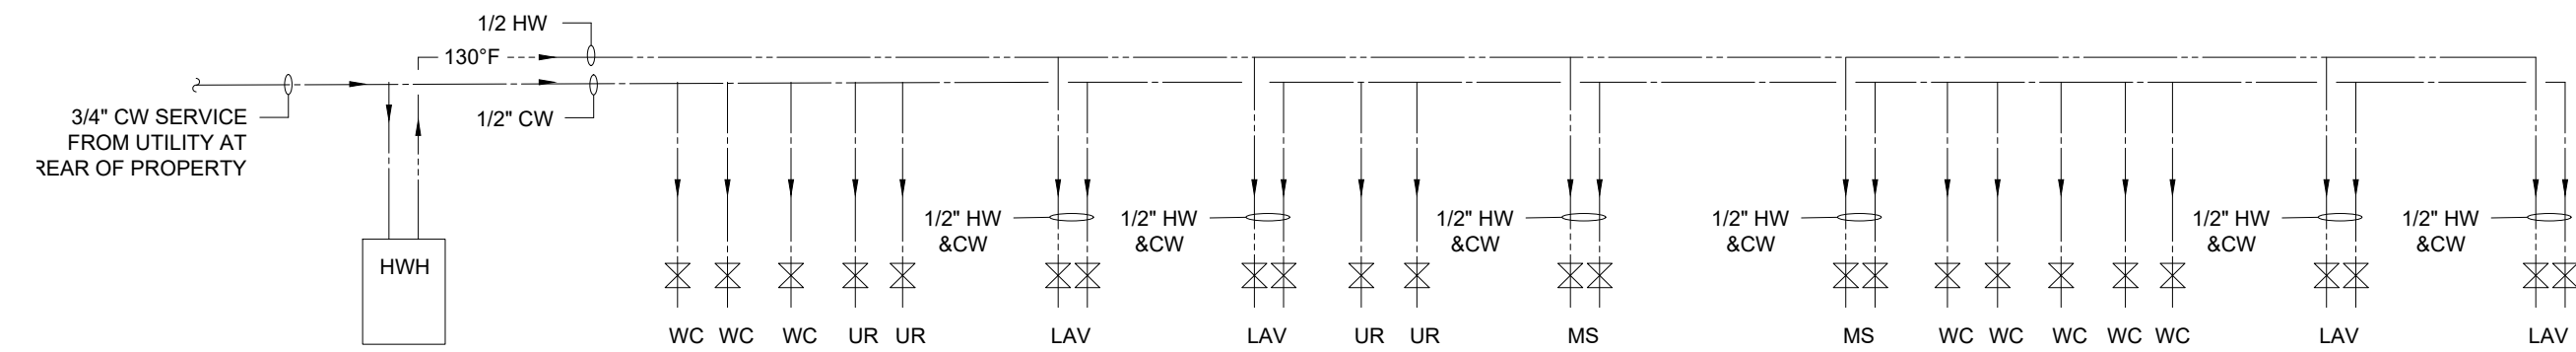 1/2 HW
130°F
3/4" CW SERVICE
FROM UTILITY AT
REAR OF PROPERTY
1/2" CW
HWH
1/2" HW
&CW
1/2" HW
&CW
1/2" HW
&CW
1/2" HW
&CW
1/2" HW
&CW
1/2" HW
&CW
WC WC WC UR UR LAV LAV UR UR MS MS WC WC WC WC WC LAV LAV